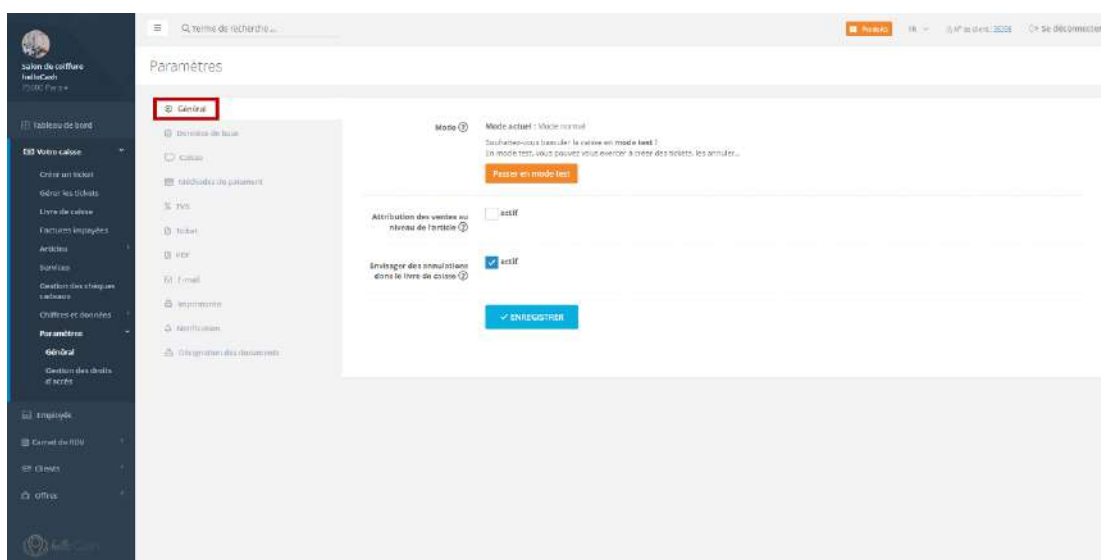 Salon de coiffure
helloCash
75000 Paris
Terme de recherche ...
Produits
FR
Se déconnecter
Paramètres
Tableau de bord
Votre caisse
Créer un ticket
Gérer les tickets
Livre de caisse
Factures impayées
Articles
Services
Gestion des chèques
cadeaux
Chiffres et données
Paramètres
Général
Gestion des droits
d'accès
Employés
Carnet de RDV
Clients
Offres
Général
Données de base
Caisse
Méthodes de paiement
TVA
Ticket
PDF
E-mail
Imprimante
Notification
Désignation des documents
Mode ?
Mode actuel : Mode normal
Souhaitez-vous basculer la caisse en mode test ?
En mode test, vous pouvez vous exercer à créer des tickets, les annuler...
Passer en mode test
Attribution des ventes au
niveau de l'article ?
actif
Envisager des annulations
dans le livre de caisse ?
actif
ENREGISTRER